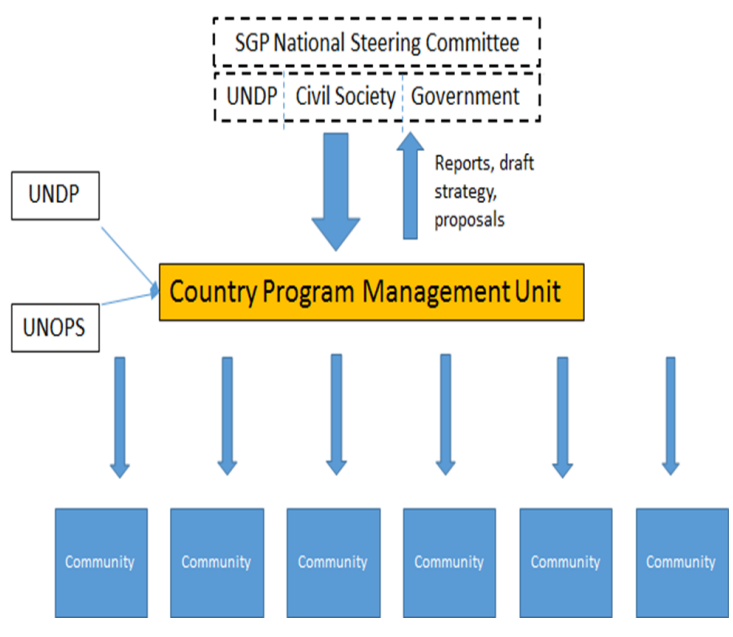 SGP National Steering Committee
UNDP Civil Society Government
Reports, draft
strategy,
proposals
UNDP
Country Program Management Unit
UNOPS
Community Community Community Community Community Community